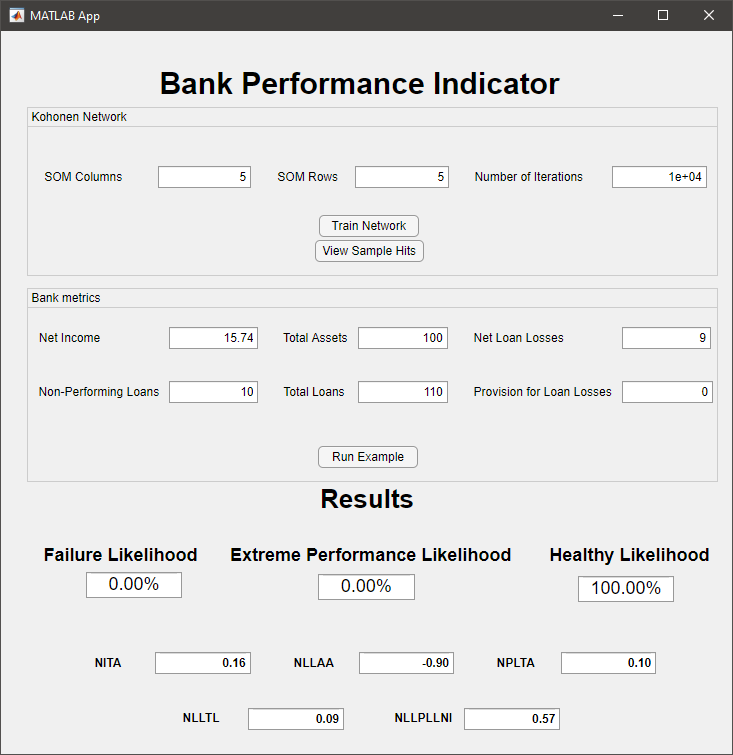 MATLAB App
Bank Performance Indicator
Kohonen Network
SOM Columns 5 SOM Rows 5 Number of Iterations 1e+04
Train Network
View Sample Hits
Bank metrics
Net Income 15.74 Total Assets 100 Net Loan Losses 9
Non-Performing Loans 10 Total Loans 110 Provision for Loan Losses 0
Run Example
Results
Failure Likelihood Extreme Performance Likelihood Healthy Likelihood
0.00% 0.00% 100.00%
NITA 0.16 NLLAA -0.90 NPLTA 0.10
NLLTL 0.09 NLLPLLNI 0.57